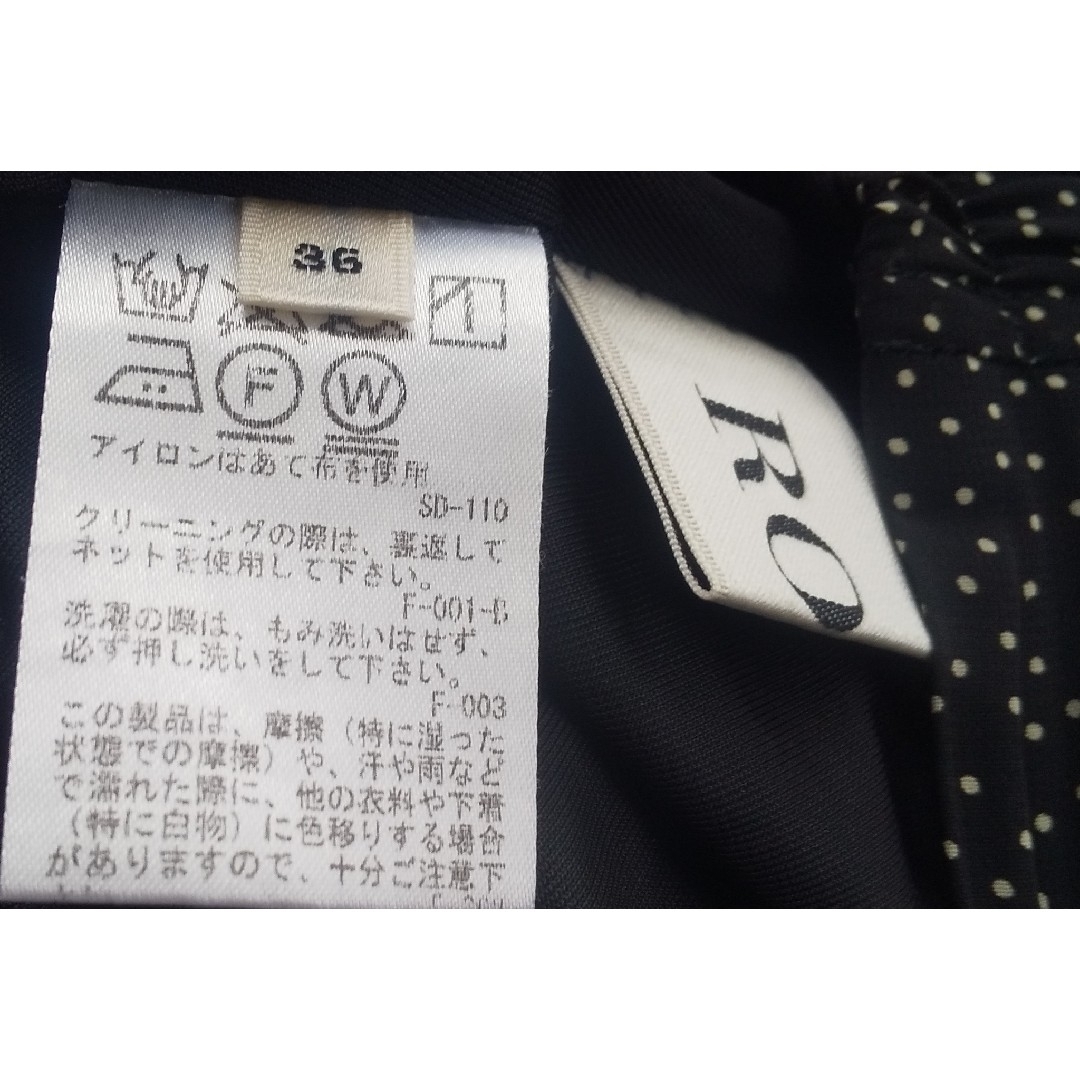 36
F W
アイロンはあて布を使用
SD-110
クリーニングの際は、裏返して
ネットを使用して下さい。
F-001-B
洗濯の際は、もみ洗いはせず、
必ず押し洗いをして下さい。
F-003
この製品は、摩擦(特に湿った
状態での摩擦)や、汗や雨など
で濡れた際に、他の衣料や下着
(特に白物)に色移りする場合
がありますので、十分ご注意下
RO